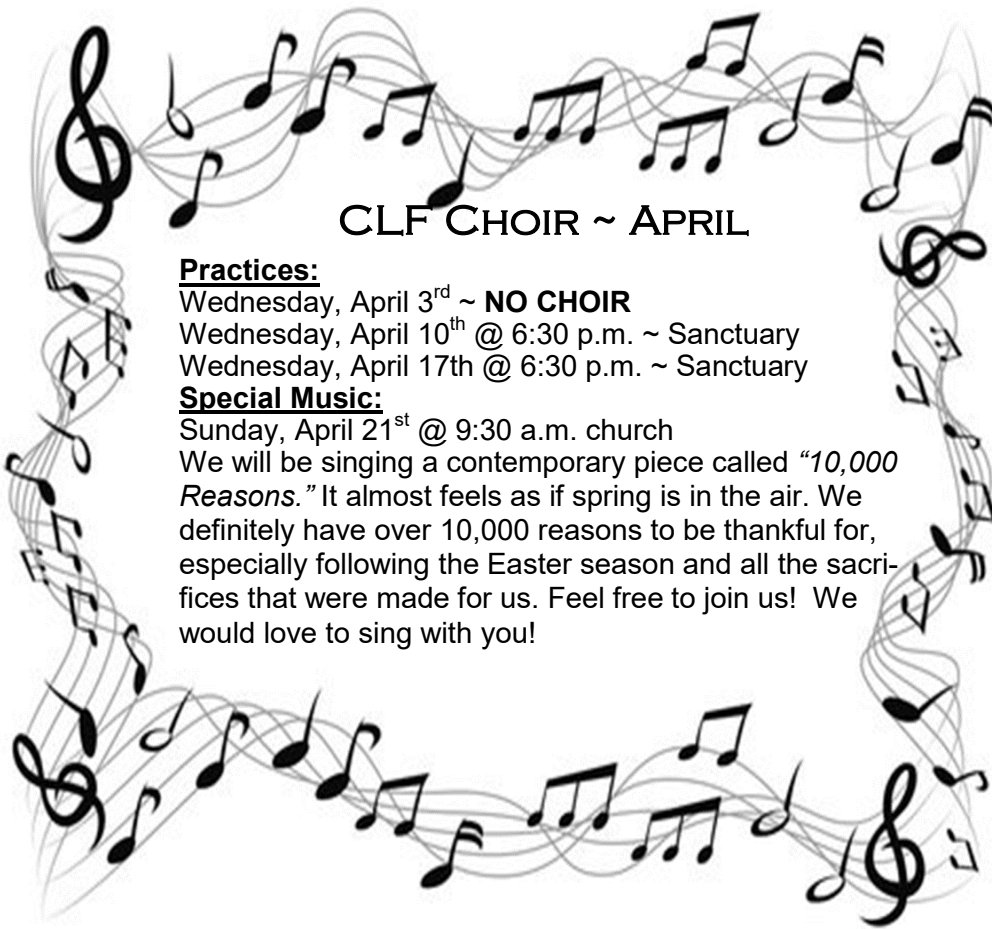 CLF CHOIR ~ APRIL
Practices:
Wednesday, April 3rd ~ NO CHOIR
Wednesday, April 10th @ 6:30 p.m. ~ Sanctuary
Wednesday, April 17th @ 6:30 p.m. ~ Sanctuary
Special Music:
Sunday, April 21st @ 9:30 a.m. church
We will be singing a contemporary piece called “10,000
Reasons.” It almost feels as if spring is in the air. We
definitely have over 10,000 reasons to be thankful for,
especially following the Easter season and all the sacri-
fices that were made for us. Feel free to join us!  We
would love to sing with you!